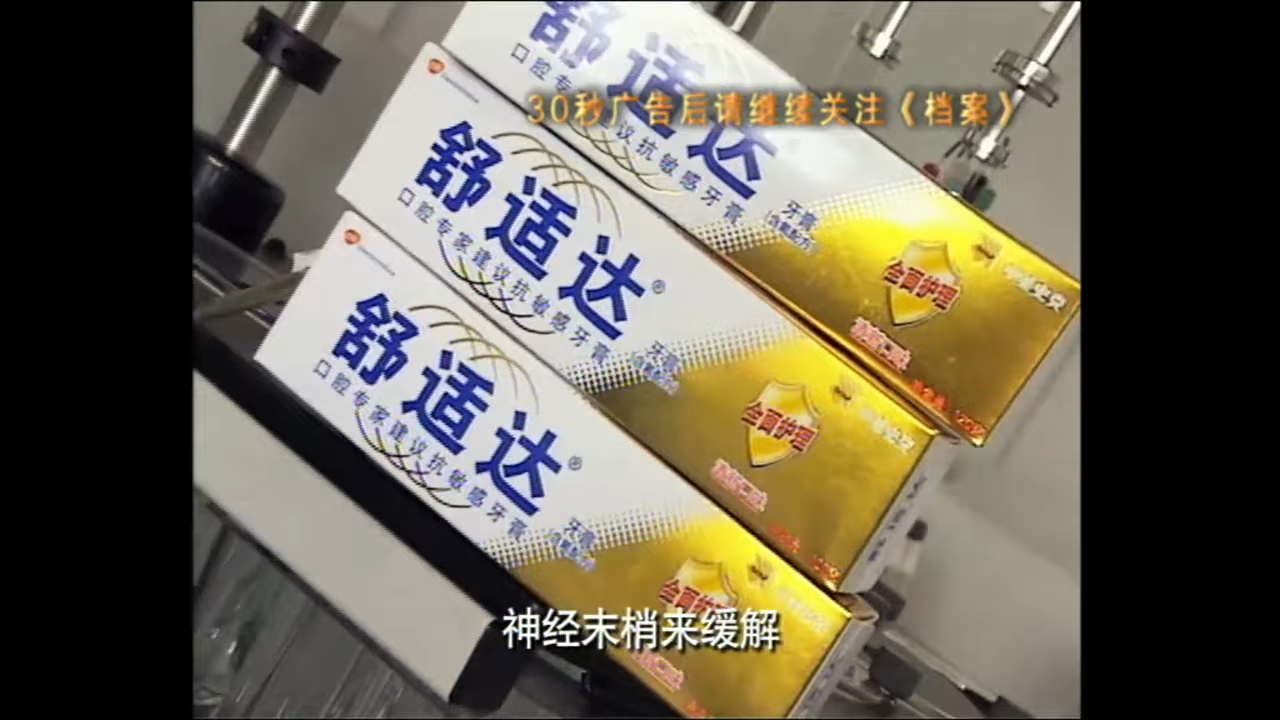 30秒广告后请继续关注《档案》
舒适达
口腔专家建议抗敏感牙膏
牙膏
全面护理
舒适达®
口腔专家建议抗敏感牙膏
牙膏
全面护理
舒适达®
口腔专家建议抗敏感牙膏
牙膏
全面护理
神经末梢来缓解